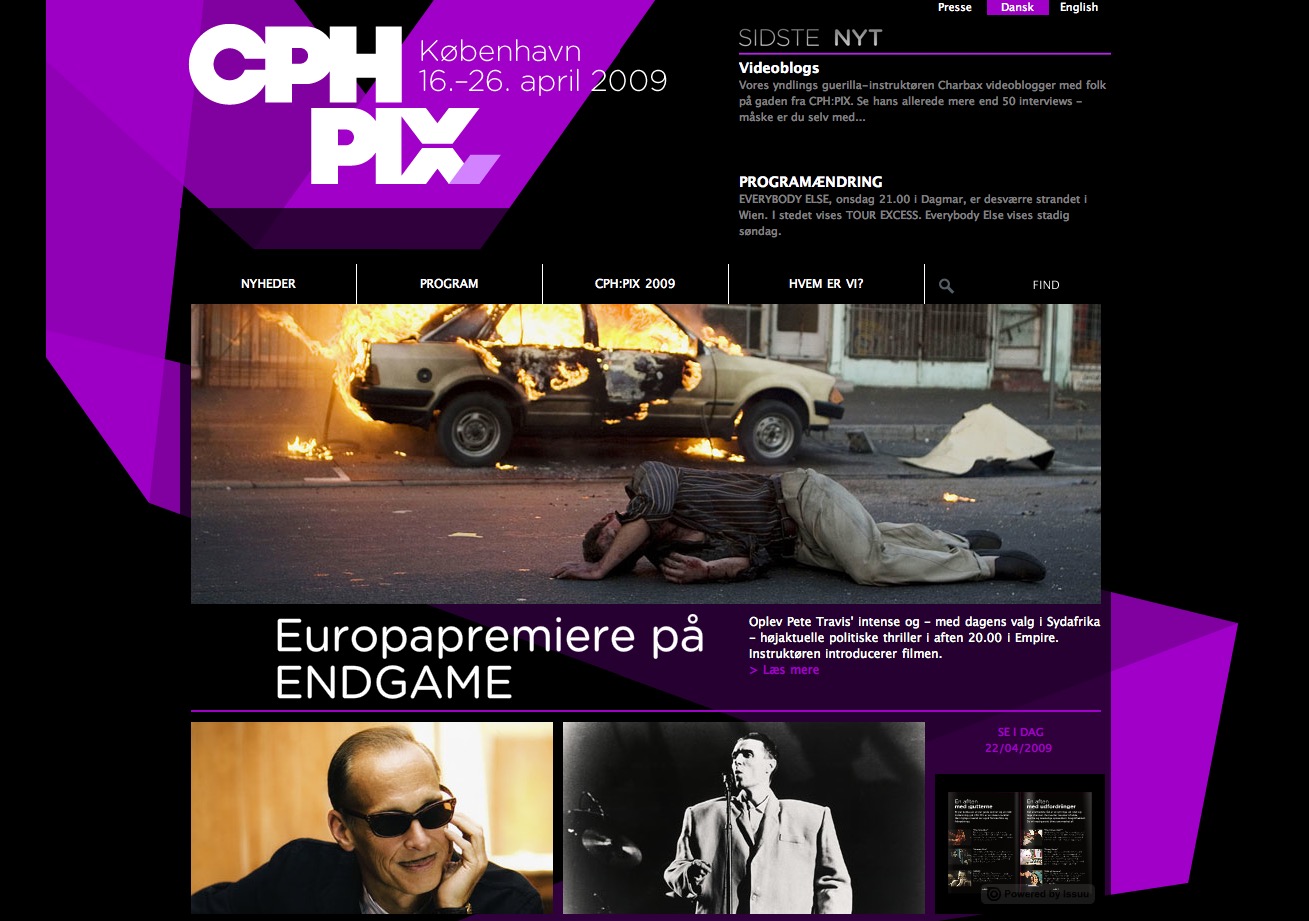 Presse
Dansk
English
CPH
PIX
København
16.–26. april 2009
SIDSTE NYT
Videoblogs
Vores yndlings guerilla-instruktøren Charbax videoblogger med folk
på gaden fra CPH:PIX. Se hans allerede mere end 50 interviews -
måske er du selv med...
PROGRAMÆNDRING
EVERYBODY ELSE, onsdag 21.00 i Dagmar, er desværre strandet i
Wien. I stedet vises TOUR EXCESS. Everybody Else vises stadig
søndag.
NYHEDER
PROGRAM
CPH:PIX 2009
HVEM ER VI?
FIND
Europapremiere på
ENDGAME
Oplev Pete Travis' intense og - med dagens valg i Sydafrika
- højaktuelle politiske thriller i aften 20.00 i Empire.
Instruktøren introducerer filmen.
> Læs mere
SE I DAG
22/04/2009
En aften
med gutterne
En aften
med udfordringer
Powered by Issuu